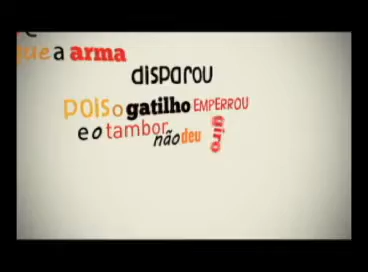 que a arma
disparou
pois o gatilho EMPERROU
e o tambor não deu giro